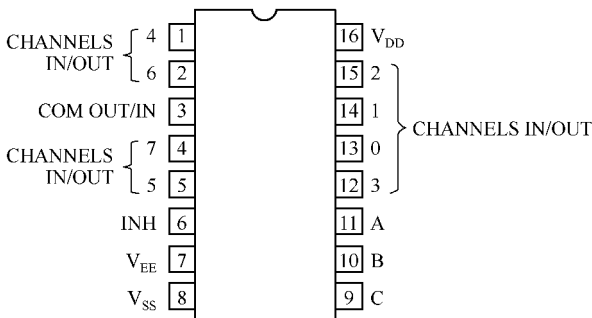 CHANNELS IN/OUT
4 1
6 2
COM OUT/IN 3
CHANNELS IN/OUT
7 4
5 5
INH 6
VEE 7
VSS 8
16 VDD
15 2
14 1
13 0
12 3
CHANNELS IN/OUT
11 A
10 B
9 C